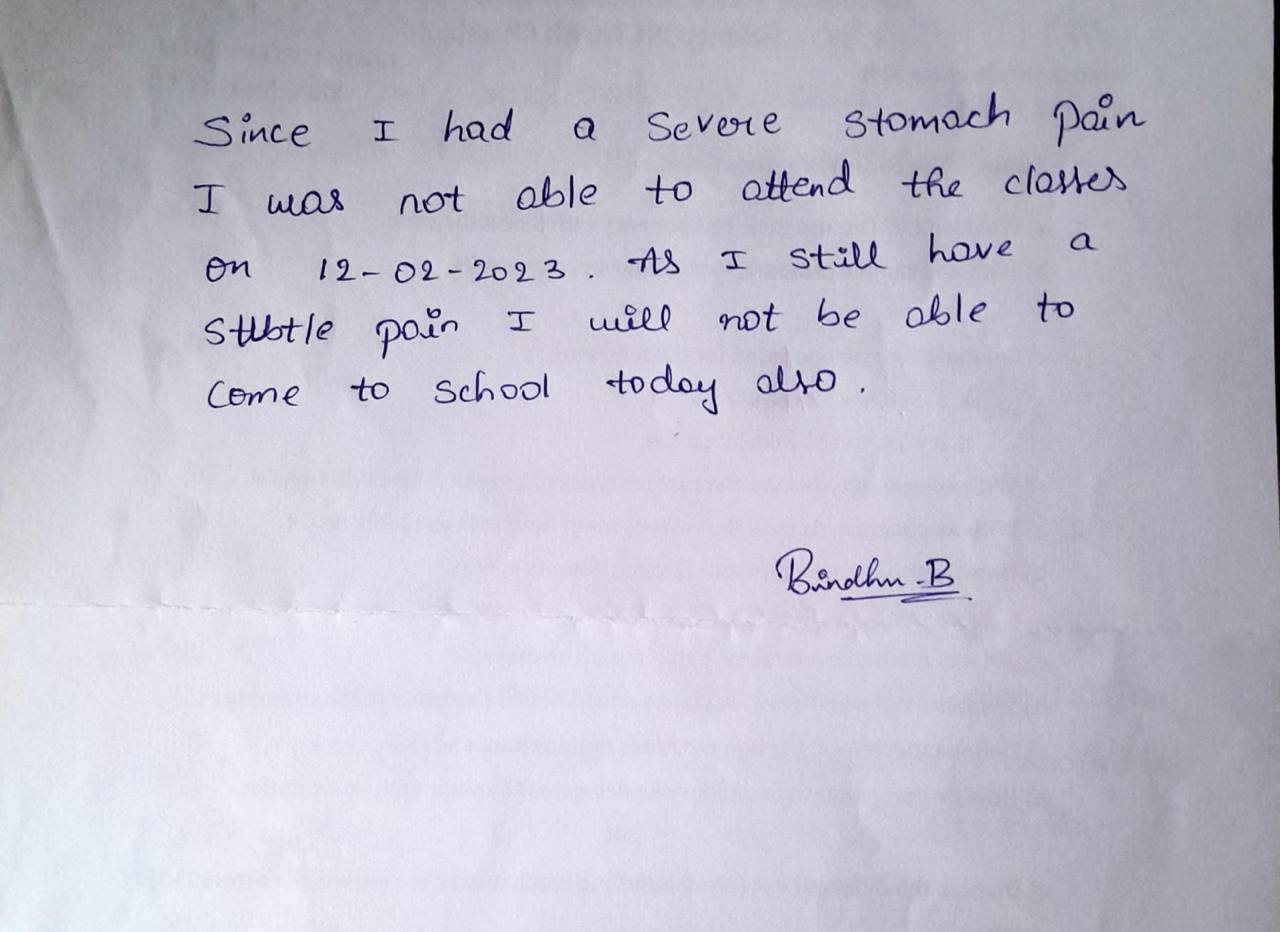 Since I had a severe stomach pain
I was not able to attend the classes
on 12-02-2023. As I still have a
subtle pain I will not be able to
come to school today also.
Bindhu-B